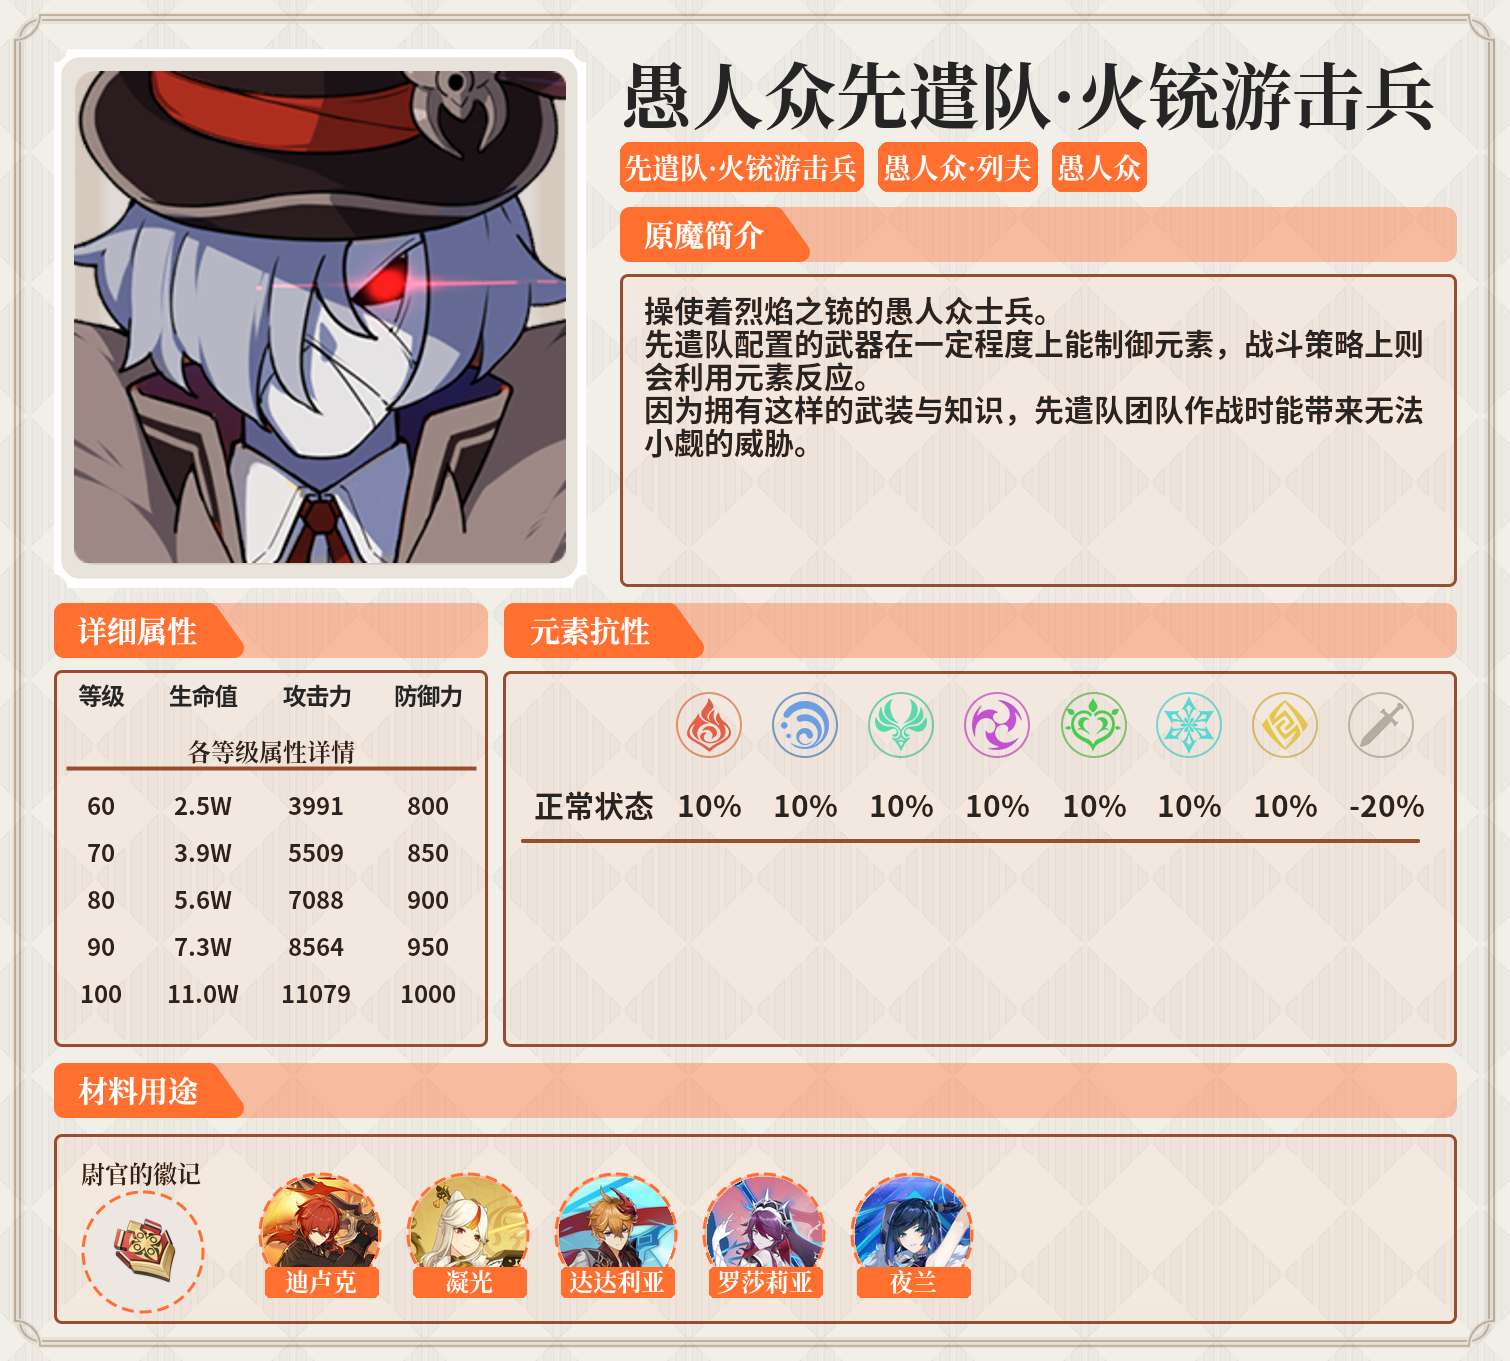 愚人众先遣队·火铳游击兵
先遣队·火铳游击兵 愚人众·列夫 愚人众
原魔简介
操使着烈焰之铳的愚人众士兵。
先遣队配置的武器在一定程度上能制御元素，战斗策略上则
会利用元素反应。
因为拥有这样的武装与知识，先遣队团队作战时能带来无法
小觑的威胁。
详细属性
等级 生命值 攻击力 防御力
各等级属性详情
60 2.5W 3991 800
70 3.9W 5509 850
80 5.6W 7088 900
90 7.3W 8564 950
100 11.0W 11079 1000
元素抗性
正常状态 10% 10% 10% 10% 10% 10% 10% -20%
材料用途
尉官的徽记
迪卢克 凝光 达达利亚 罗莎莉亚 夜兰